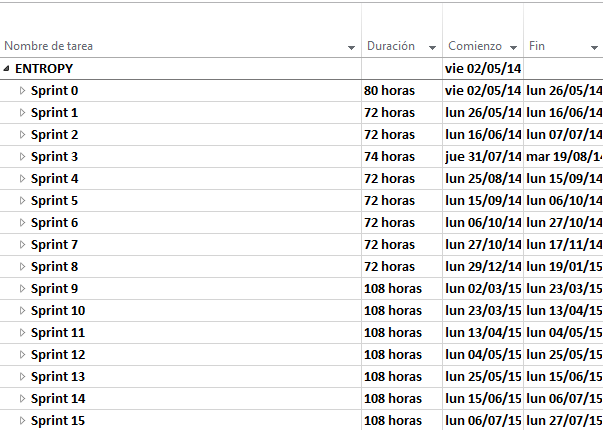 Nombre de tarea Duración Comienzo Fin
ENTROPY vie 02/05/14
Sprint 0 80 horas vie 02/05/14 lun 26/05/14
Sprint 1 72 horas lun 26/05/14 lun 16/06/14
Sprint 2 72 horas lun 16/06/14 lun 07/07/14
Sprint 3 74 horas jue 31/07/14 mar 19/08/14
Sprint 4 72 horas lun 25/08/14 lun 15/09/14
Sprint 5 72 horas lun 15/09/14 lun 06/10/14
Sprint 6 72 horas lun 06/10/14 lun 27/10/14
Sprint 7 72 horas lun 27/10/14 lun 17/11/14
Sprint 8 72 horas lun 29/12/14 lun 19/01/15
Sprint 9 108 horas lun 02/03/15 lun 23/03/15
Sprint 10 108 horas lun 23/03/15 lun 13/04/15
Sprint 11 108 horas lun 13/04/15 lun 04/05/15
Sprint 12 108 horas lun 04/05/15 lun 25/05/15
Sprint 13 108 horas lun 25/05/15 lun 15/06/15
Sprint 14 108 horas lun 15/06/15 lun 06/07/15
Sprint 15 108 horas lun 06/07/15 lun 27/07/15